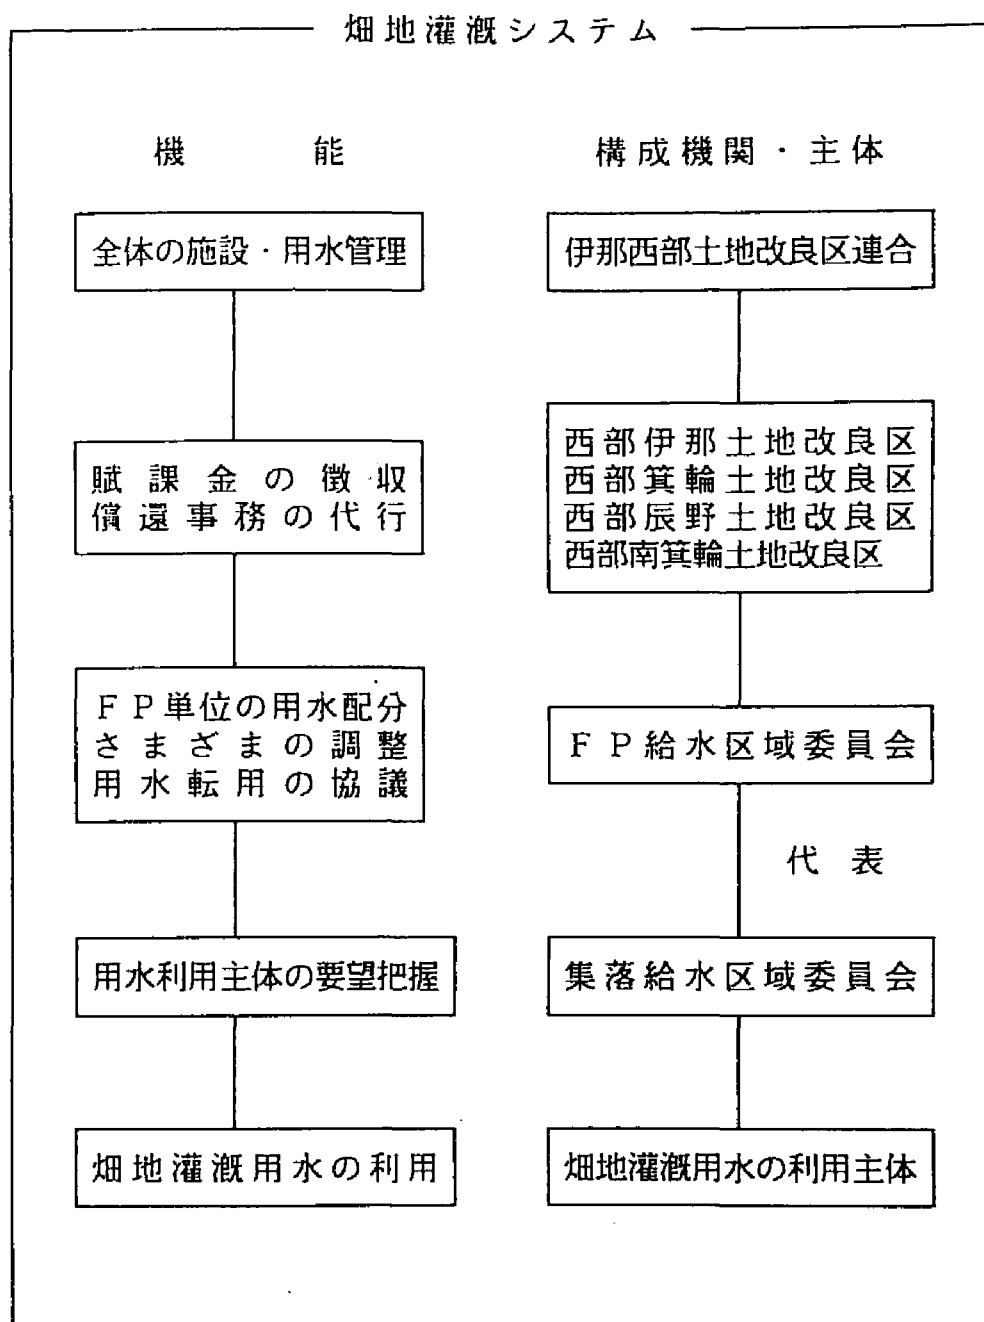 畑地灌漑システム
機能
構成機関・主体
全体の施設・用水管理
伊那西部土地改良区連合
賦課金の徴収
償還事務の代行
西部伊那土地改良区
西部箕輪土地改良区
西部辰野土地改良区
西部南箕輪土地改良区
FP単位の用水配分
さまざまの調整
用水転用の協議
FP給水区域委員会
代表
用水利用主体の要望把握
集落給水区域委員会
畑地灌漑用水の利用
畑地灌漑用水の利用主体